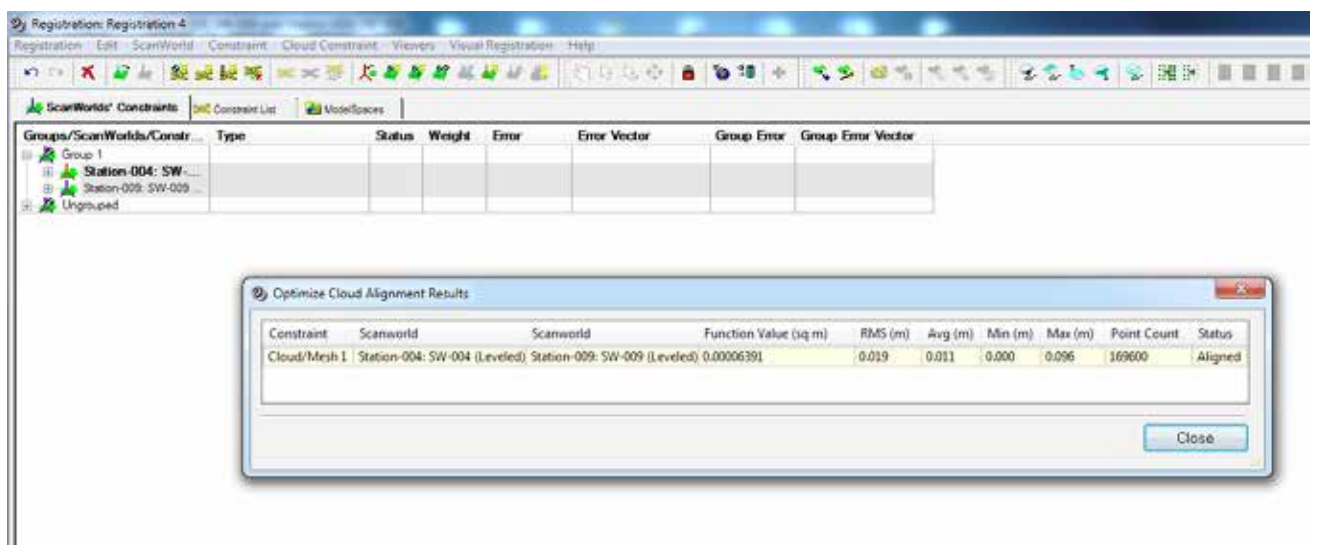 Registration: Registration 4
Registration Edit ScanWorld Constraint Cloud Constraint Viewers Visual Registration Help
ScanWorlds' Constraints Constraint List ModelSpaces
Groups/ScanWorlds/Constr... Type Status Weight Error Error Vector Group Error Group Error Vector
Group 1
Station-004: SW-...
Station-009: SW-009 ...
Ungrouped
Optimize Cloud Alignment Results
Constraint Scanworld Scanworld Function Value (sq m) RMS (m) Avg (m) Min (m) Max (m) Point Count Status
Cloud/Mesh 1 Station-004: SW-004 (Leveled) Station-009: SW-009 (Leveled) 0.00006391 0.019 0.011 0.000 0.096 169600 Aligned
Close